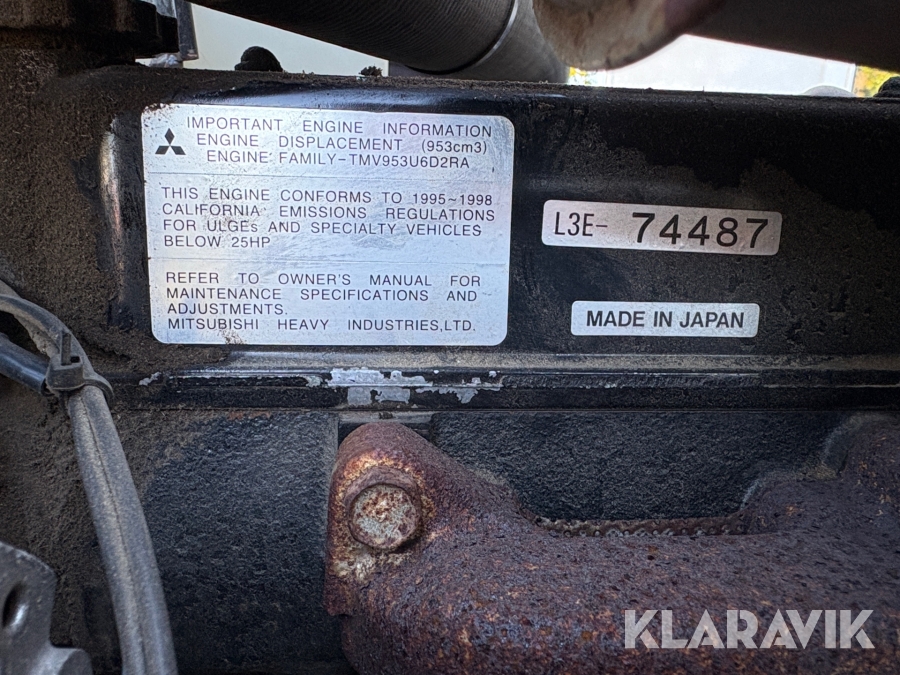 IMPORTANT ENGINE INFORMATION
ENGINE DISPLACEMENT (953cm3)
ENGINE FAMILY-TMV953U6D2RA
THIS ENGINE CONFORMS TO 1995~1998
CALIFORNIA EMISSIONS REGULATIONS
FOR ULGEs AND SPECIALTY VEHICLES
BELOW 25HP
REFER TO OWNER'S MANUAL FOR
MAINTENANCE SPECIFICATIONS AND
ADJUSTMENTS.
MITSUBISHI HEAVY INDUSTRIES,LTD.
L3E- 74487
MADE IN JAPAN
KLARAVIK